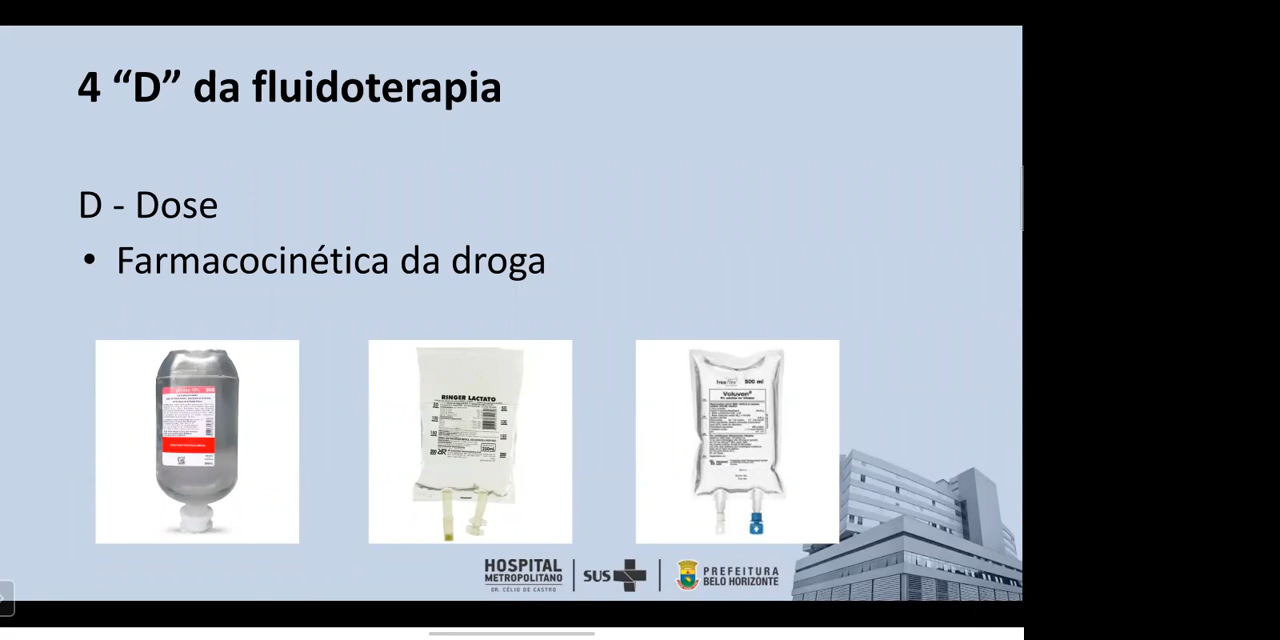 4 “D” da fluidoterapia
D - Dose
• Farmacocinética da droga
RINGER LACTATO
500 ml
Voluven®
HOSPITAL
METROPOLITANO
DR. CÉLIO DE CASTRO
SUS
PREFEITURA
BELO HORIZONTE